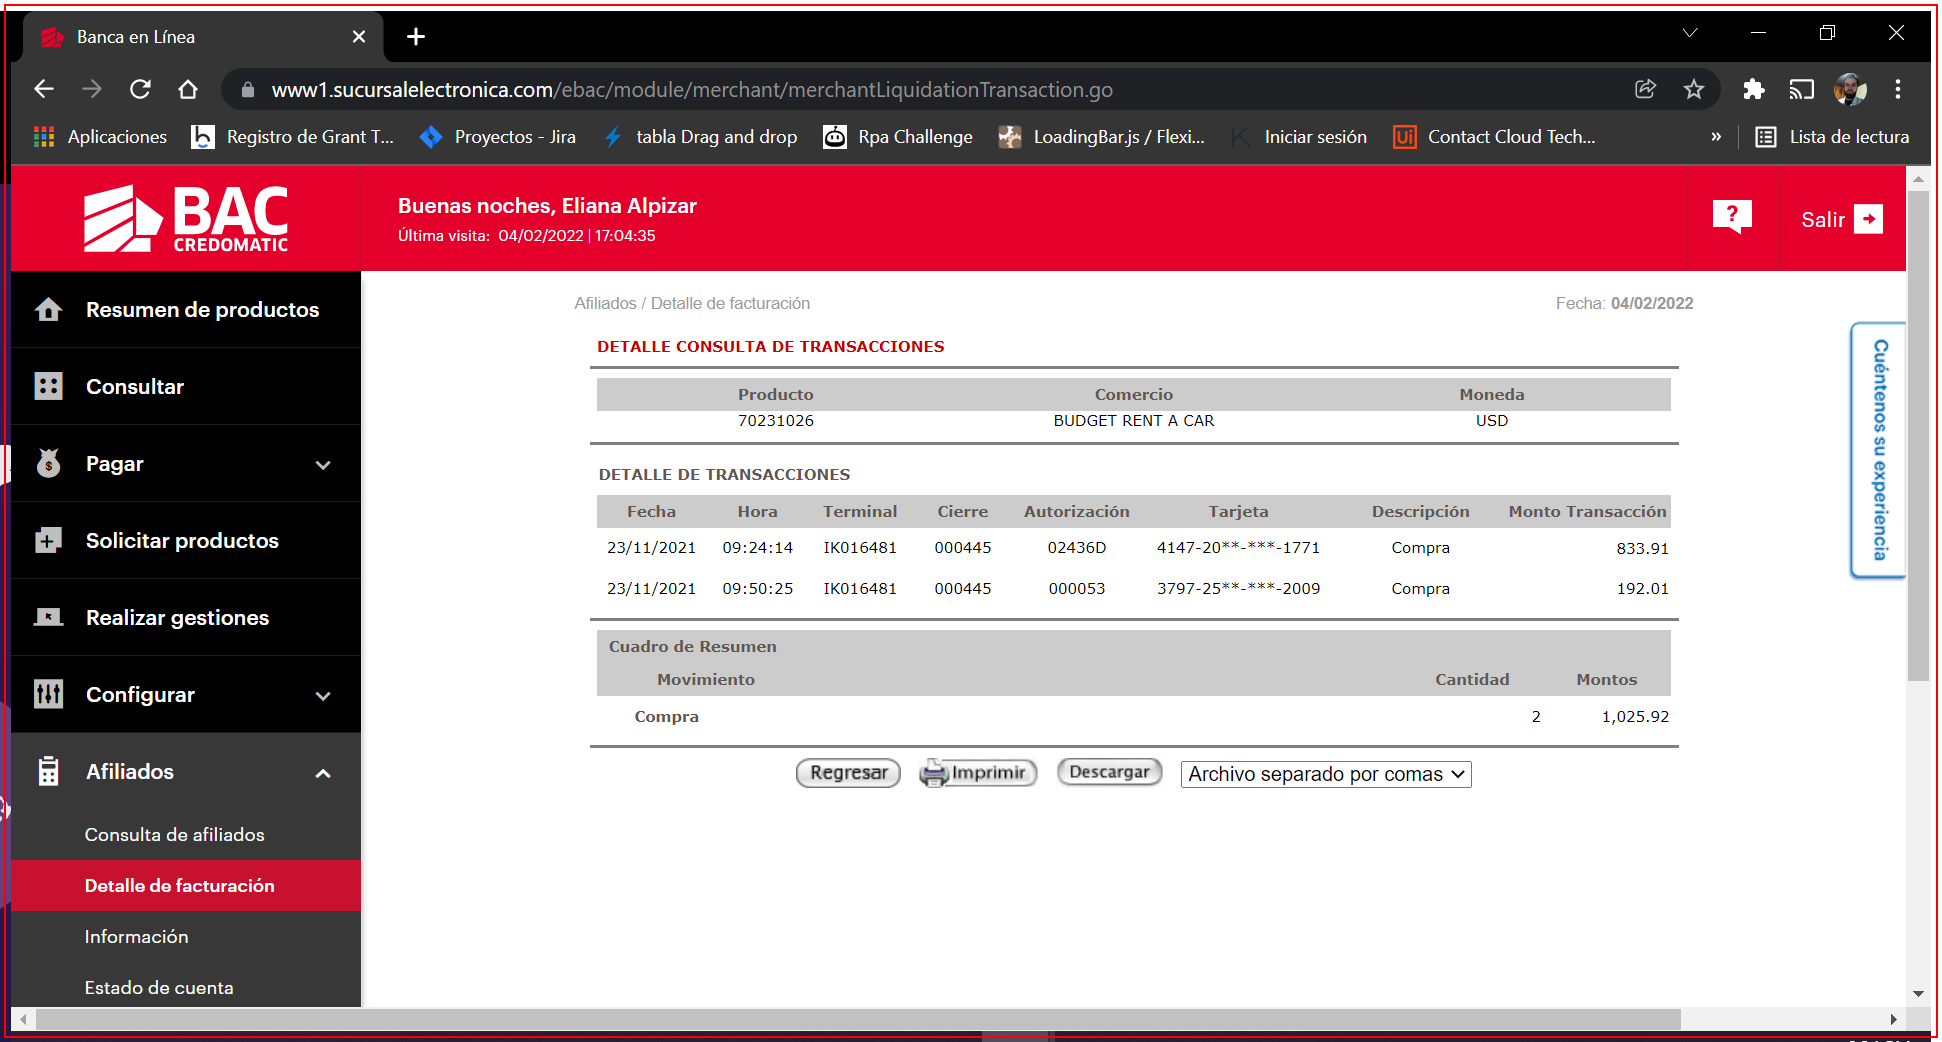 Banca en Línea
www1.sucursalelectronica.com/ebac/module/merchant/merchantLiquidationTransaction.go
Aplicaciones Registro de Grant T... Proyectos - Jira tabla Drag and drop Rpa Challenge LoadingBar.js / Flexi... Iniciar sesión Ui Contact Cloud Tech... » Lista de lectura
BAC
CREDOMATIC
Buenas noches, Eliana Alpizar
Última visita: 04/02/2022 | 17:04:35
?
Salir
Resumen de productos
Consultar
Pagar
Solicitar productos
Realizar gestiones
Configurar
Afiliados
Consulta de afiliados
Detalle de facturación
Información
Estado de cuenta
Afiliados / Detalle de facturación
Fecha: 04/02/2022
DETALLE CONSULTA DE TRANSACCIONES
Producto Comercio Moneda
70231026 BUDGET RENT A CAR USD
DETALLE DE TRANSACCIONES
Fecha Hora Terminal Cierre Autorización Tarjeta Descripción Monto Transacción
23/11/2021 09:24:14 IK016481 000445 02436D 4147-20**-***-1771 Compra 833.91
23/11/2021 09:50:25 IK016481 000445 000053 3797-25**-***-2009 Compra 192.01
Cuadro de Resumen
Movimiento Cantidad Montos
Compra 2 1,025.92
Regresar Imprimir Descargar Archivo separado por comas
Cuéntenos su experiencia